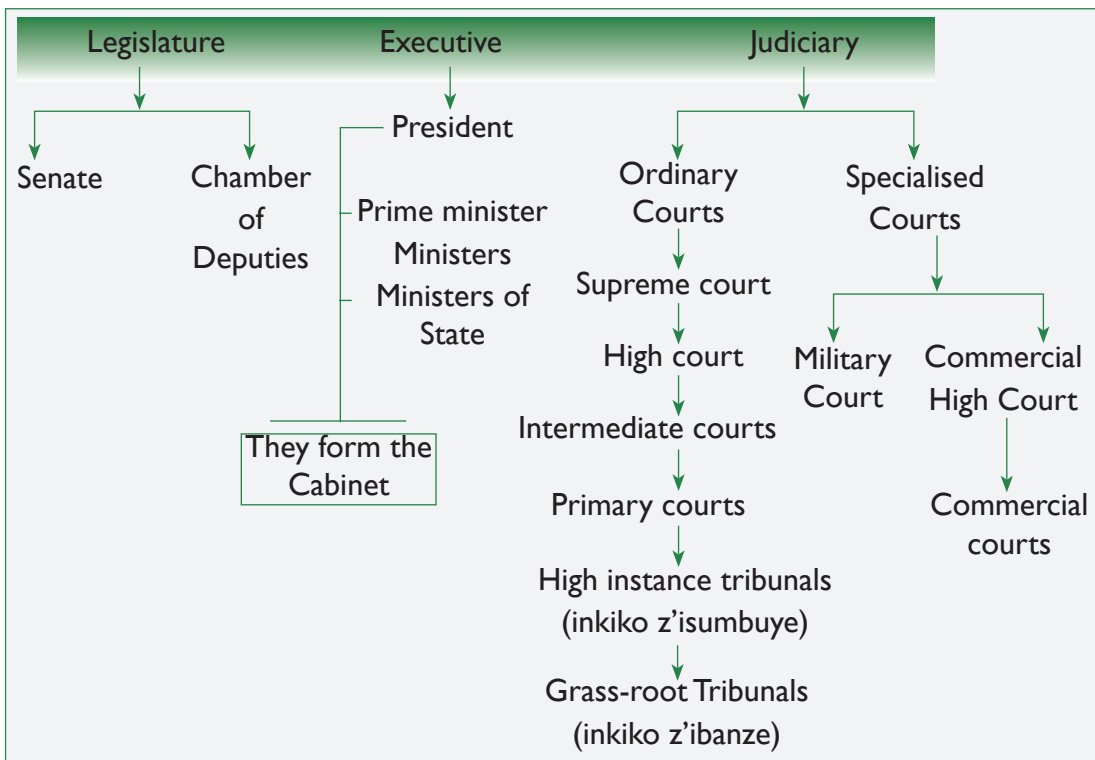 Legislature
Executive
Judiciary
Senate
Chamber
of
Deputies
President
Prime minister
Ministers
Ministers of
State
They form the
Cabinet
Ordinary
Courts
Supreme court
High court
Intermediate courts
Primary courts
High instance tribunals
(inkiko z'isumbuye)
Grass-root Tribunals
(inkiko z'ibanze)
Specialised
Courts
Military
Court
Commercial
High Court
Commercial
courts